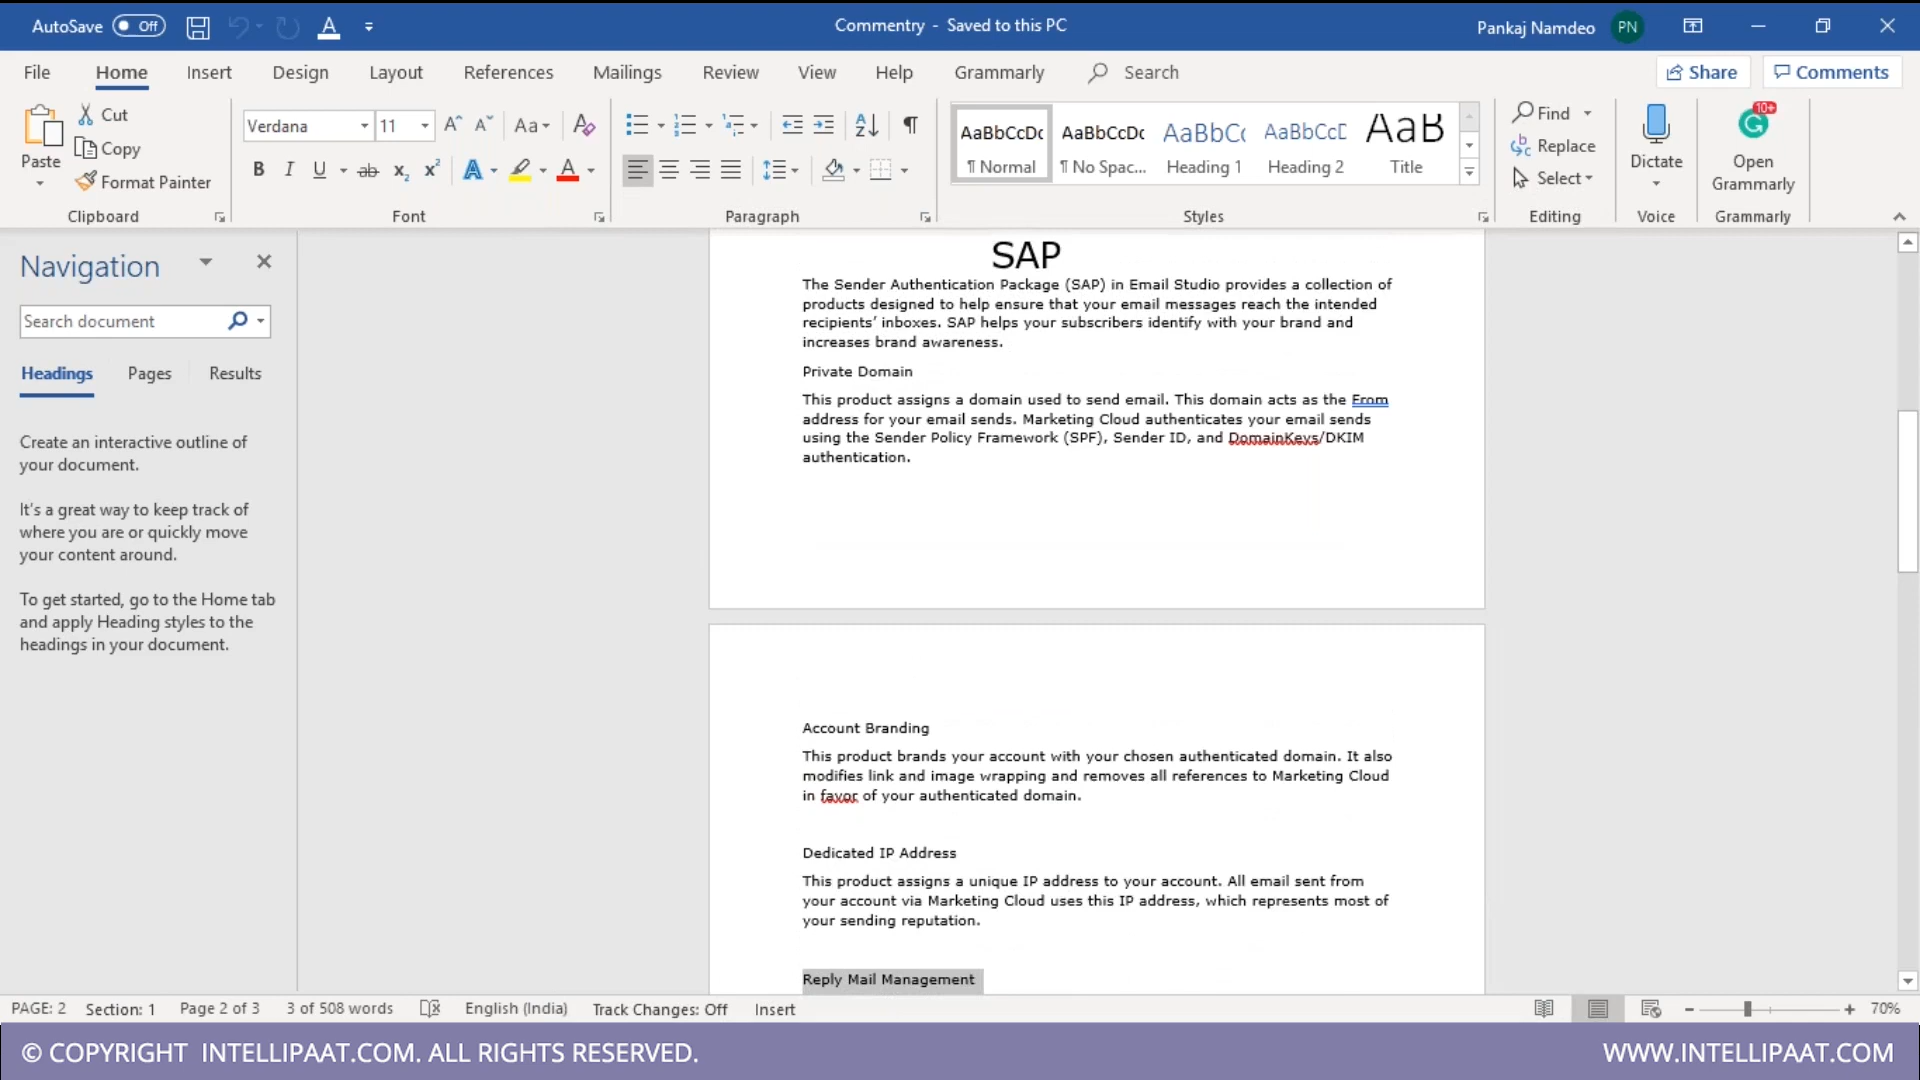 AutoSave Off
Commentry - Saved to this PC
Pankaj Namdeo PN
File Home Insert Design Layout References Mailings Review View Help Grammarly Search Share Comments
Paste
Cut
Copy
Format Painter
Clipboard
Verdana 11
Aa
B I U ab x₂ x² A A
Font
Paragraph
AaBbCcDc AaBbCcDc AaBbC AaBbCcD AaB
¶ Normal ¶ No Spac... Heading 1 Heading 2 Title
Styles
Find
Replace
Select
Editing
Dictate
Voice
10+
Open
Grammarly
Grammarly
Navigation
Search document
Headings Pages Results
Create an interactive outline of
your document.
It's a great way to keep track of
where you are or quickly move
your content around.
To get started, go to the Home tab
and apply Heading styles to the
headings in your document.
SAP
The Sender Authentication Package (SAP) in Email Studio provides a collection of
products designed to help ensure that your email messages reach the intended
recipients’ inboxes. SAP helps your subscribers identify with your brand and
increases brand awareness.
Private Domain
This product assigns a domain used to send email. This domain acts as the From
address for your email sends. Marketing Cloud authenticates your email sends
using the Sender Policy Framework (SPF), Sender ID, and DomainKeys/DKIM
authentication.
Account Branding
This product brands your account with your chosen authenticated domain. It also
modifies link and image wrapping and removes all references to Marketing Cloud
in favor of your authenticated domain.
Dedicated IP Address
This product assigns a unique IP address to your account. All email sent from
your account via Marketing Cloud uses this IP address, which represents most of
your sending reputation.
Reply Mail Management
PAGE: 2 Section: 1 Page 2 of 3 3 of 508 words English (India) Track Changes: Off Insert 70%
© COPYRIGHT INTELLIPAAT.COM. ALL RIGHTS RESERVED.
WWW.INTELLIPAAT.COM